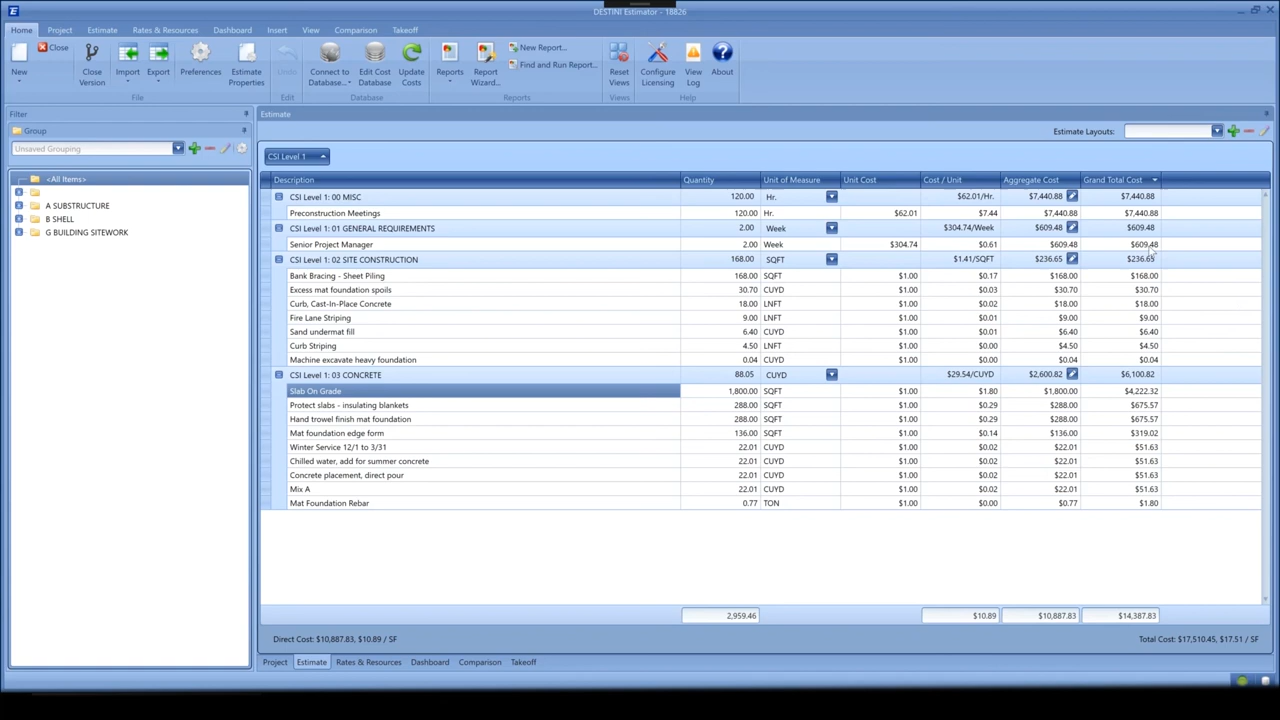 DESTINI Estimator - 18826
Home Project Estimate Rates & Resources Dashboard Insert View Comparison Takeoff
New
Close
Close Version
Import
Export
Preferences
Estimate Properties
Undo
Connect to Database...
Edit Cost Database
Update Costs
Reports
Report Wizard...
New Report...
Find and Run Report...
Reset Views
Configure Licensing
View Log
About
File Edit Database Reports Views Help
Filter
Group
Unsaved Grouping
<All Items>
A SUBSTRUCTURE
B SHELL
G BUILDING SITEWORK
Estimate
Estimate Layouts:
CSI Level 1
Description Quantity Unit of Measure Unit Cost Cost / Unit Aggregate Cost Grand Total Cost
CSI Level 1: 00 MISC 120.00 Hr. $62.01/Hr. $7,440.88 $7,440.88
Preconstruction Meetings 120.00 Hr. $62.01 $7.44 $7,440.88 $7,440.88
CSI Level 1: 01 GENERAL REQUIREMENTS 2.00 Week $304.74/Week $609.48 $609.48
Senior Project Manager 2.00 Week $304.74 $0.61 $609.48 $609.48
CSI Level 1: 02 SITE CONSTRUCTION 168.00 SQFT $1.41/SQFT $236.65 $236.65
Bank Bracing - Sheet Piling 168.00 SQFT $1.00 $0.17 $168.00 $168.00
Excess mat foundation spoils 30.70 CUYD $1.00 $0.03 $30.70 $30.70
Curb, Cast-In-Place Concrete 18.00 LNFT $1.00 $0.02 $18.00 $18.00
Fire Lane Striping 9.00 LNFT $1.00 $0.01 $9.00 $9.00
Sand undermat fill 6.40 CUYD $1.00 $0.01 $6.40 $6.40
Curb Striping 4.50 LNFT $1.00 $0.00 $4.50 $4.50
Machine excavate heavy foundation 0.04 CUYD $1.00 $0.00 $0.04 $0.04
CSI Level 1: 03 CONCRETE 88.05 CUYD $29.54/CUYD $2,600.82 $6,100.82
Slab On Grade 1,800.00 SQFT $1.00 $1.80 $1,800.00 $4,222.32
Protect slabs - insulating blankets 288.00 SQFT $1.00 $0.29 $288.00 $675.57
Hand trowel finish mat foundation 288.00 SQFT $1.00 $0.29 $288.00 $675.57
Mat foundation edge form 136.00 SQFT $1.00 $0.14 $136.00 $319.02
Winter Service 12/1 to 3/31 22.01 CUYD $1.00 $0.02 $22.01 $51.63
Chilled water, add for summer concrete 22.01 CUYD $1.00 $0.02 $22.01 $51.63
Concrete placement, direct pour 22.01 CUYD $1.00 $0.02 $22.01 $51.63
Mix A 22.01 CUYD $1.00 $0.02 $22.01 $51.63
Mat Foundation Rebar 0.77 TON $1.00 $0.00 $0.77 $1.80
2,959.46 $10.89 $10,887.83 $14,387.83
Direct Cost: $10,887.83, $10.89 / SF Total Cost: $17,510.45, $17.51 / SF
Project Estimate Rates & Resources Dashboard Comparison Takeoff